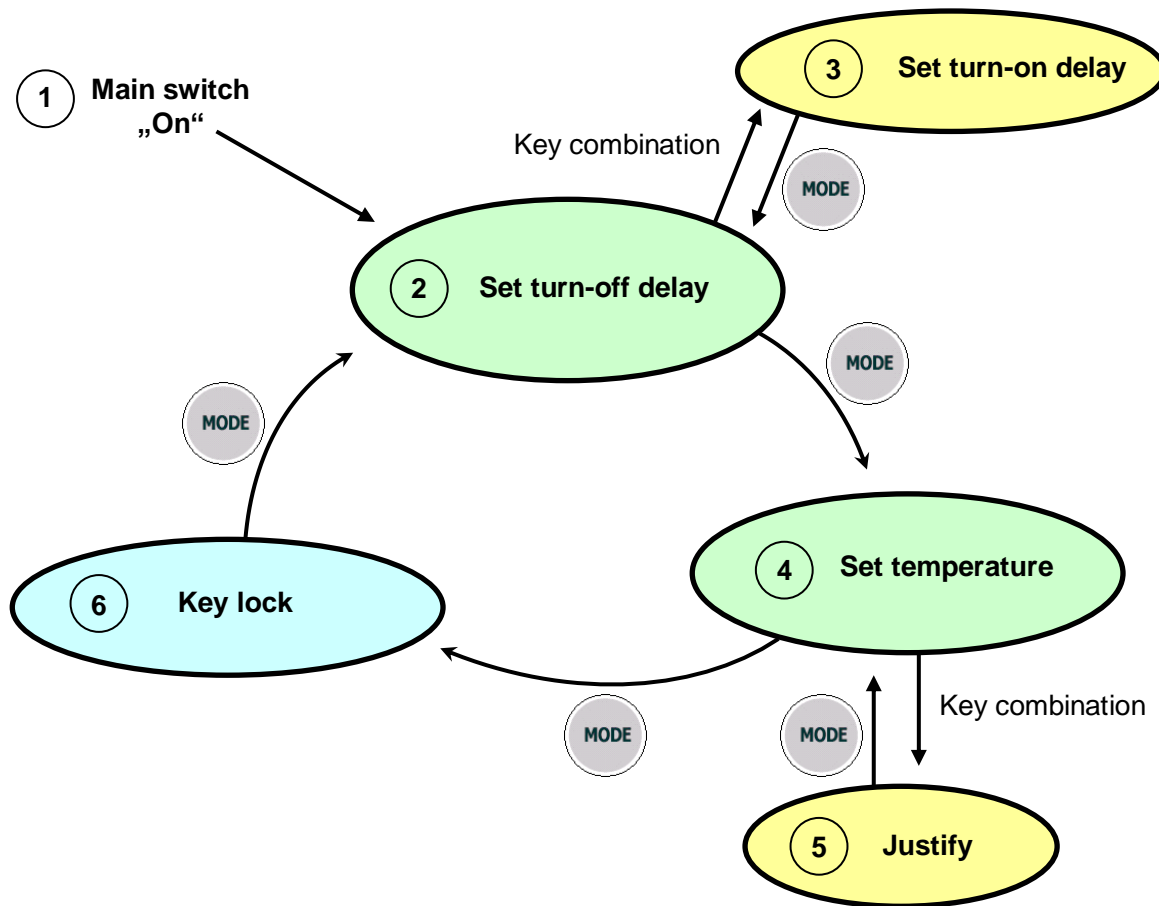 1
Main switch
„On“
3
Set turn-on delay
Key combination
MODE
2
Set turn-off delay
MODE
MODE
4
Set temperature
6
Key lock
MODE
MODE
Key combination
5
Justify